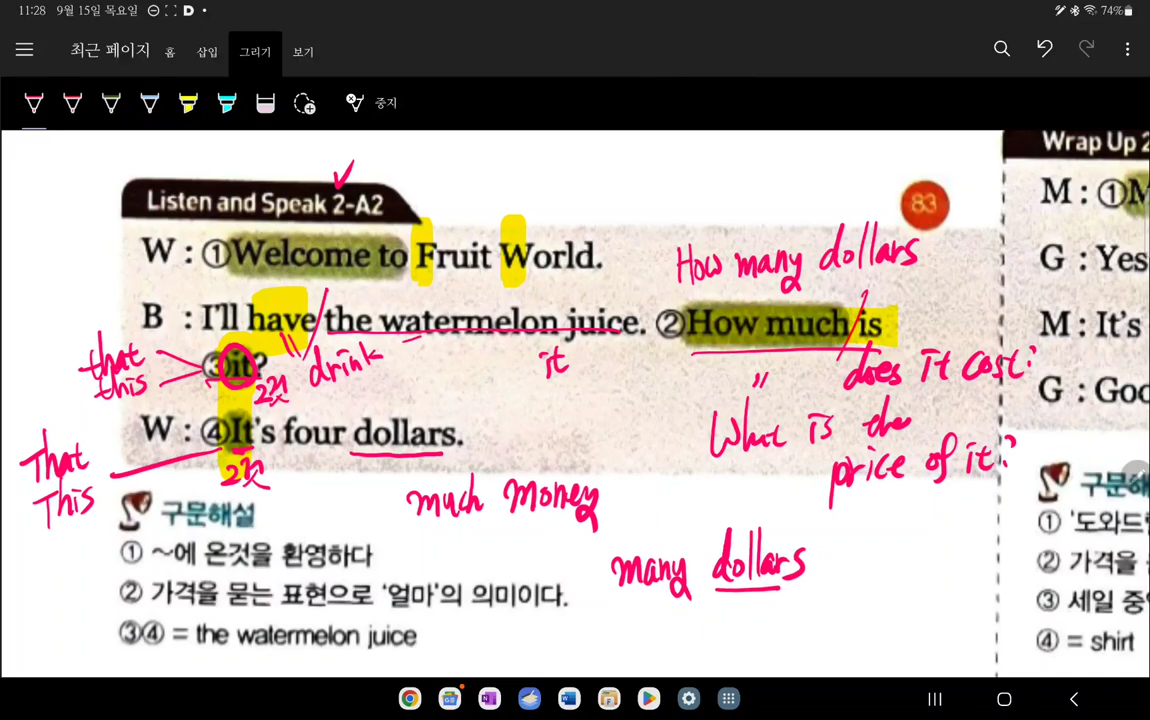 11:28 9월 15일 목요일 D
74%
최근 페이지 홈 삽입 그리기 보기
중지
Wrap Up 2
Listen and Speak 2-A2
83
W : ①Welcome to Fruit World.
How many dollars
B : I'll have / the watermelon juice. ②How much / is
③it?
that
this
drink
it
does it cost?
What is the
price of it?
W : ④It's four dollars.
That
This
much money
many dollars
구문해설
① ~에 온것을 환영하다
② 가격을 묻는 표현으로 '얼마'의 의미이다.
③④ = the watermelon juice
M : ①M
G : Yes
M : It's
G : Goo
구문해
① '도와드
② 가격을
③ 세일 중
④ = shirt